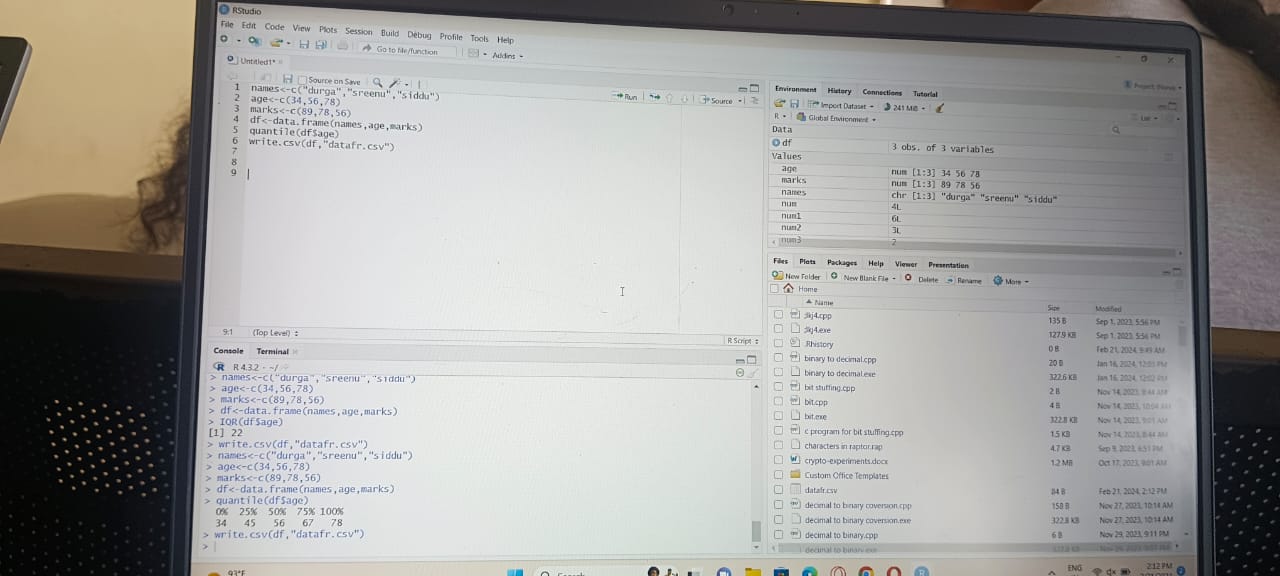 RStudio
File Edit Code View Plots Session Build Debug Profile Tools Help
Go to file/function Addins
Untitled1*
Source on Save Run Source
1 names<-c("durga","sreenu","siddu")
2 age<-c(34,56,78)
3 marks<-c(89,78,56)
4 df<-data.frame(names,age,marks)
5 quantile(df$age)
6 write.csv(df,"datafr.csv")
7
8
9
9:1 (Top Level) R Script
Console Terminal
R 4.3.2 · ~/
> names<-c("durga","sreenu","siddu")
> age<-c(34,56,78)
> marks<-c(89,78,56)
> df<-data.frame(names,age,marks)
> IQR(df$age)
[1] 22
> write.csv(df,"datafr.csv")
> names<-c("durga","sreenu","siddu")
> age<-c(34,56,78)
> marks<-c(89,78,56)
> df<-data.frame(names,age,marks)
> quantile(df$age)
0% 25% 50% 75% 100%
34 45 56 67 78
> write.csv(df,"datafr.csv")
>
Project: (None)
Environment History Connections Tutorial
Import Dataset 241 MiB List
R Global Environment
Data
df 3 obs. of 3 variables
Values
age num [1:3] 34 56 78
marks num [1:3] 89 78 56
names chr [1:3] "durga" "sreenu" "siddu"
num 4L
num1 6L
num2 3L
num3 2
Files Plots Packages Help Viewer Presentation
New Folder New Blank File Delete Rename More
Home
Name Size Modified
135 B Sep 1, 2023, 5:56 PM
127.9 KB Sep 1, 2023, 5:56 PM
.Rhistory 0 B Feb 21, 2024, 9:49 AM
binary to decimal.cpp 20 B Jan 16, 2024, 12:03 PM
binary to decimal.exe 322.6 KB Jan 16, 2024, 12:02 PM
bit stuffing.cpp 2 B Nov 14, 2023, 8:44 AM
bit.cpp 4 B Nov 14, 2023, 10:04 AM
bit.exe 322.8 KB Nov 14, 2023, 9:01 AM
c program for bit stuffing.cpp 1.5 KB Nov 14, 2023, 8:44 AM
characters in raptor.rap 4.7 KB Sep 9, 2023, 6:51 PM
crypto-experiments.docx 1.2 MB Oct 17, 2023, 9:01 AM
Custom Office Templates
datafr.csv 84 B Feb 21, 2024, 2:12 PM
decimal to binary coversion.cpp 158 B Nov 27, 2023, 10:14 AM
decimal to binary coversion.exe 322.8 KB Nov 27, 2023, 10:14 AM
decimal to binary.cpp 6 B Nov 29, 2023, 9:11 PM
decimal to binary.exe
93°F Search ENG 2:12 PM